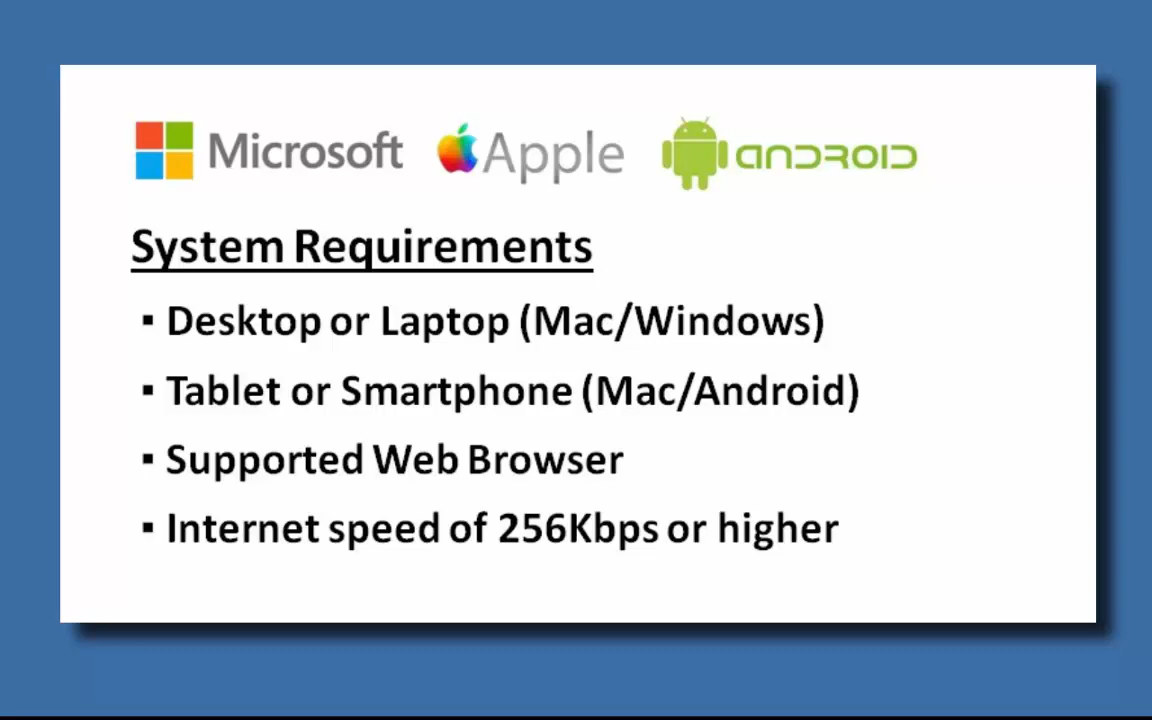 Microsoft Apple android
System Requirements
▪ Desktop or Laptop (Mac/Windows)
▪ Tablet or Smartphone (Mac/Android)
▪ Supported Web Browser
▪ Internet speed of 256Kbps or higher